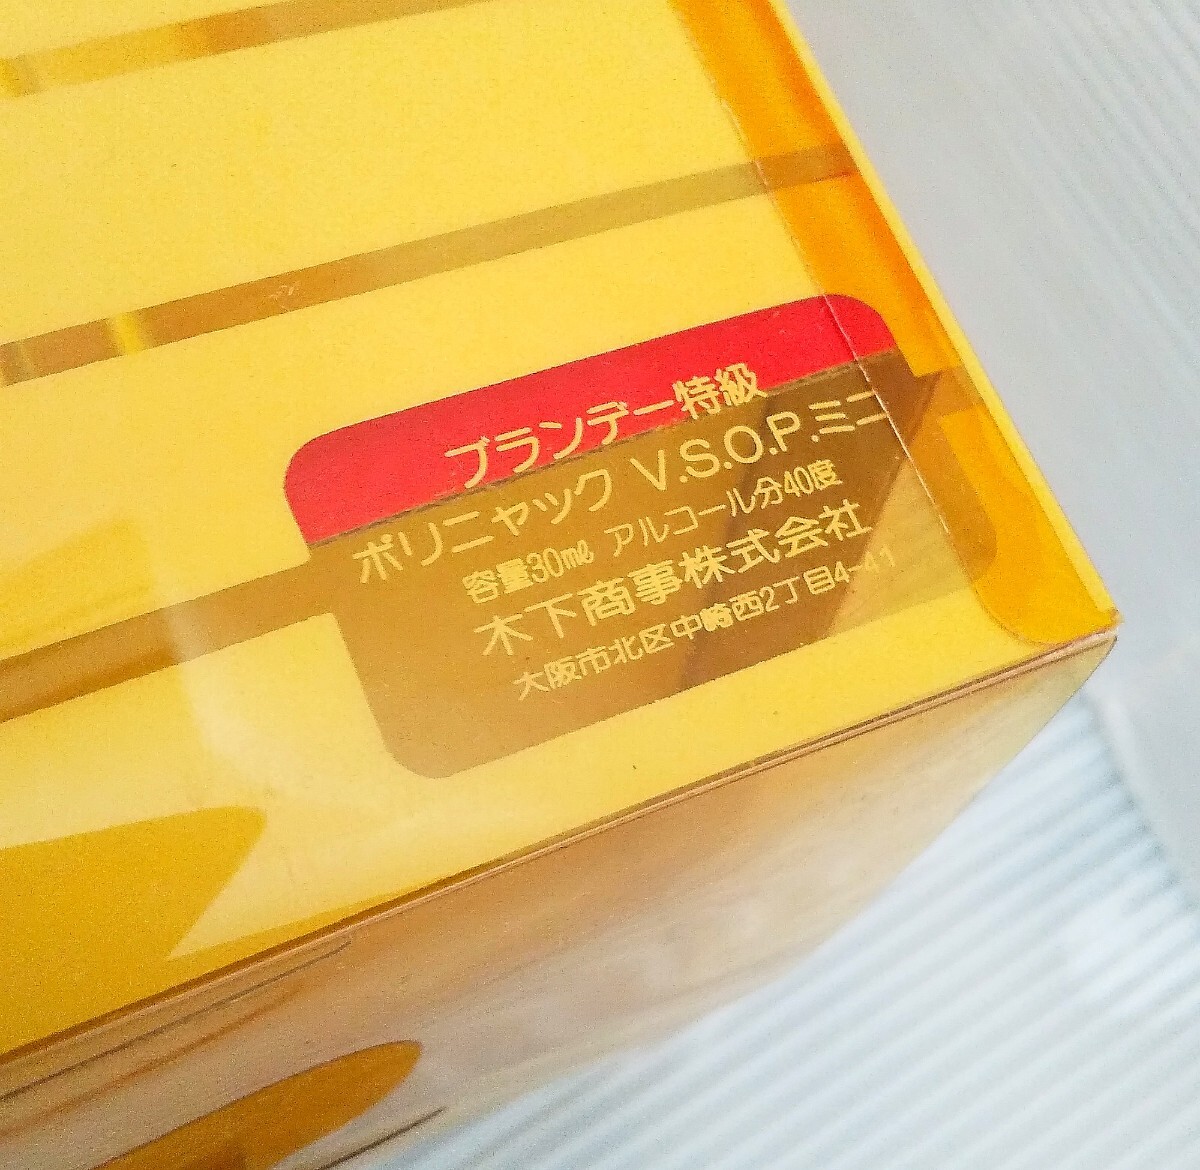 ブランデー特級
ポリニャック V.S.O.P.ミニ
容量30㎖ アルコール分40度
木下商事株式会社
大阪市北区中崎西2丁目4-41